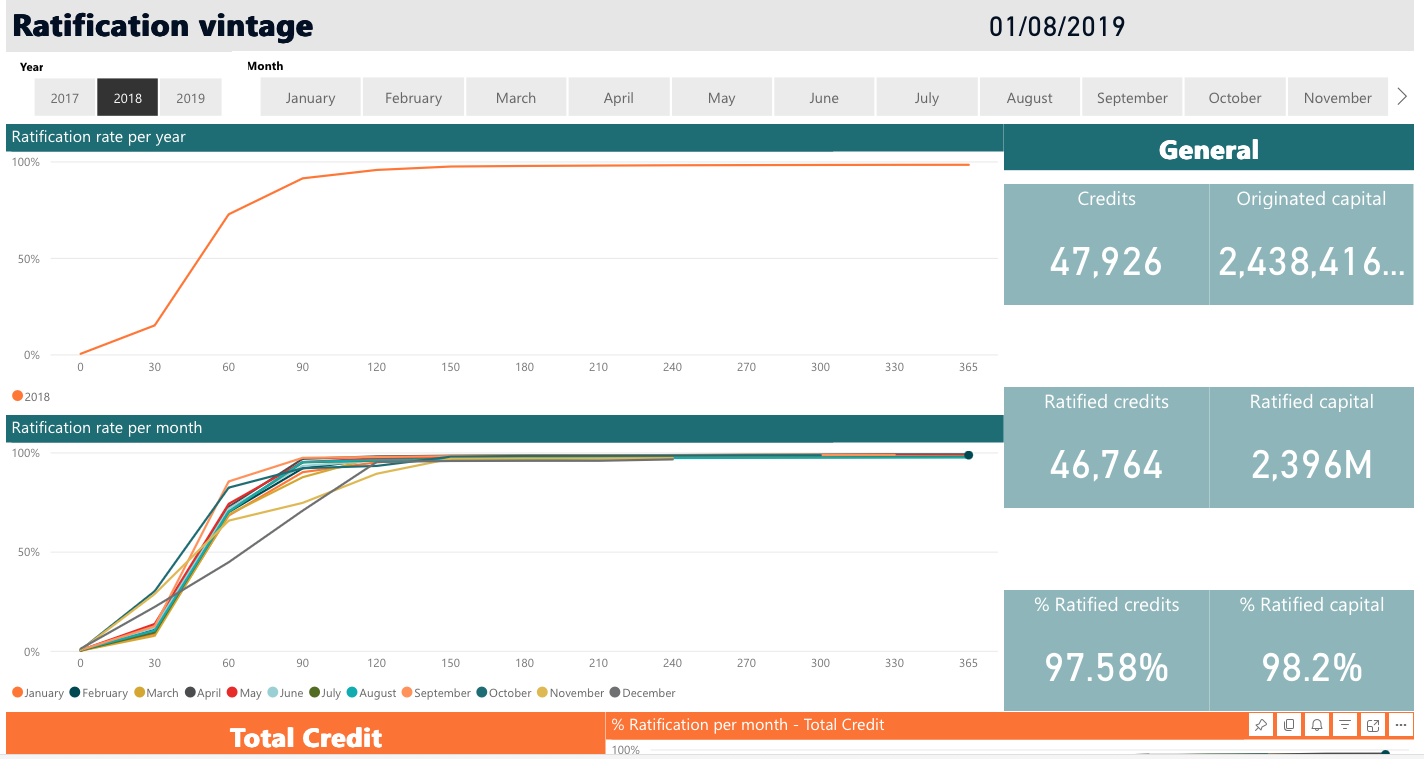 Ratification vintage 01/08/2019
Year Month
2017 2018 2019 January February March April May June July August September October November
Ratification rate per year
General
100%
50%
0%
0 30 60 90 120 150 180 210 240 270 300 330 365
2018
Credits Originated capital
47,926 2,438,416...
Ratification rate per month
100%
50%
0%
0 30 60 90 120 150 180 210 240 270 300 330 365
January February March April May June July August September October November December
Ratified credits Ratified capital
46,764 2,396M
% Ratified credits % Ratified capital
97.58% 98.2%
Total Credit
% Ratification per month - Total Credit
100%